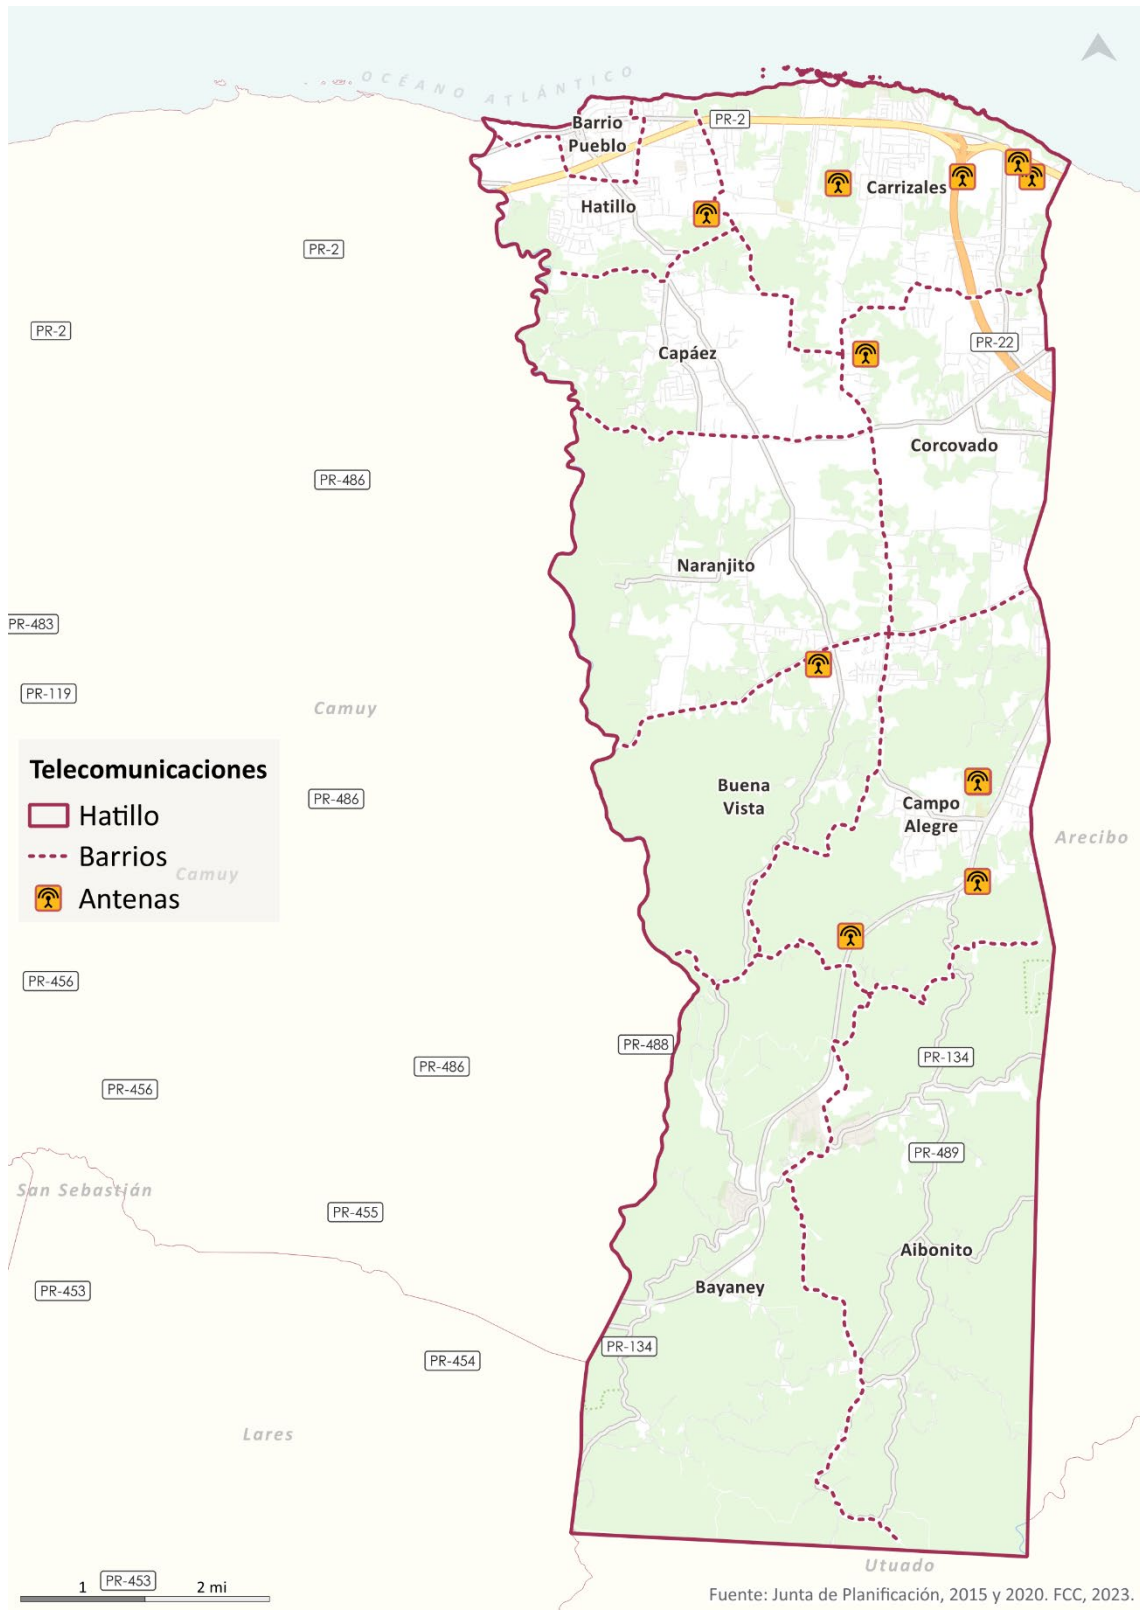 OCÉANO ATLÁNTICO
Barrio
Pueblo
PR-2
Carrizales
Hatillo
PR-2
PR-2
PR-22
Capáez
Corcovado
PR-486
Naranjito
PR-483
PR-119
Camuy
Telecomunicaciones
Hatillo
Barrios
Camuy
Antenas
PR-486
Buena
Vista
Campo
Alegre
Arecibo
PR-456
PR-488
PR-486
PR-134
PR-456
PR-489
San Sebastián
PR-455
Aibonito
Bayaney
PR-453
PR-134
PR-454
Lares
Utuado
1
PR-453
2 mi
Fuente: Junta de Planificación, 2015 y 2020. FCC, 2023.